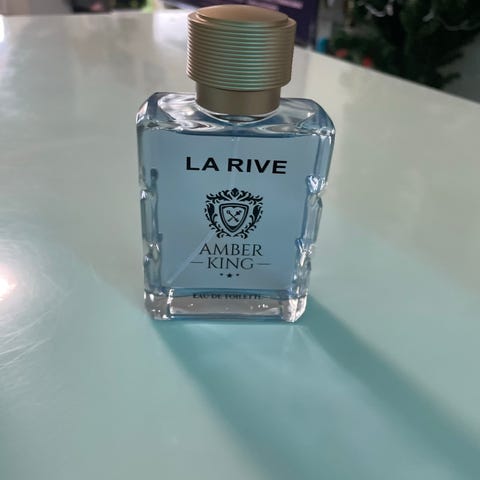 LA RIVE
AMBER
KING
EAU DE TOILETTE